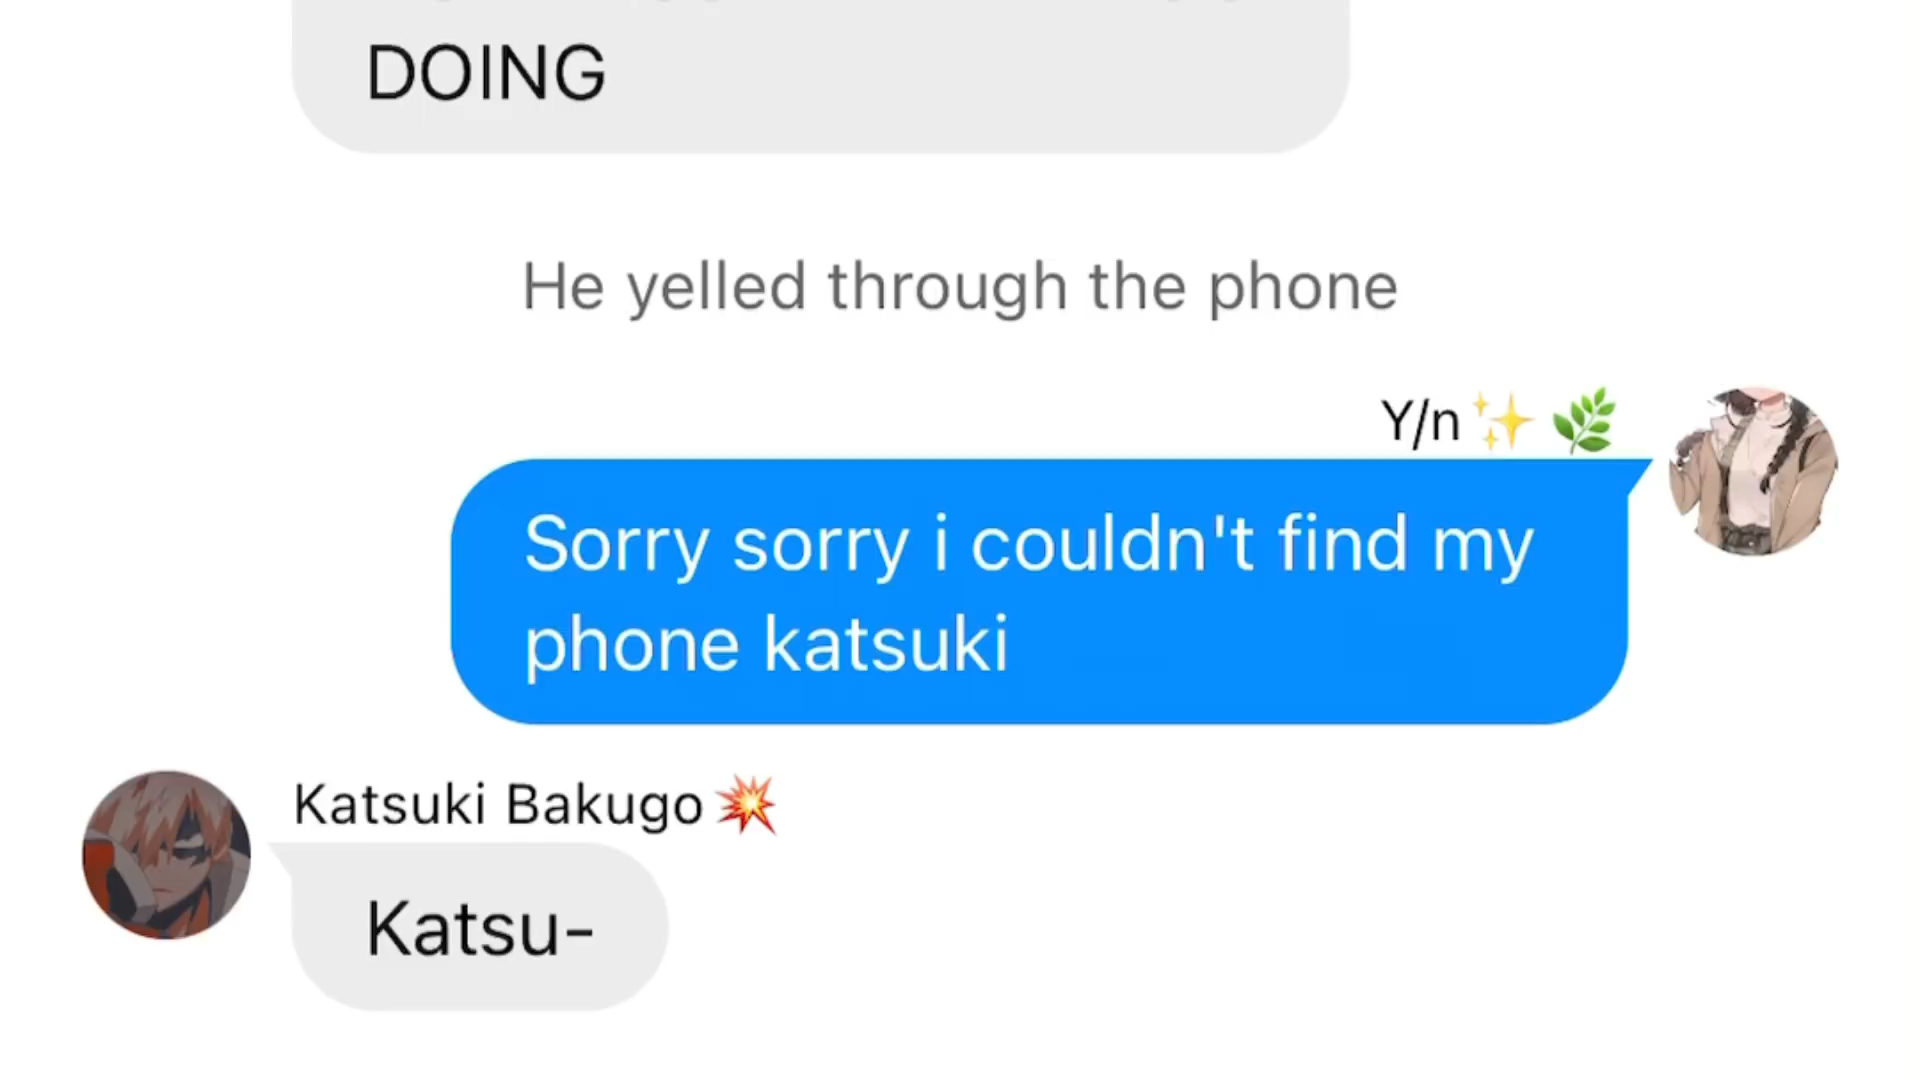 DOING
He yelled through the phone
Y/n✨🌿
Sorry sorry i couldn't find my
phone katsuki
Katsuki Bakugo💥
Katsu-